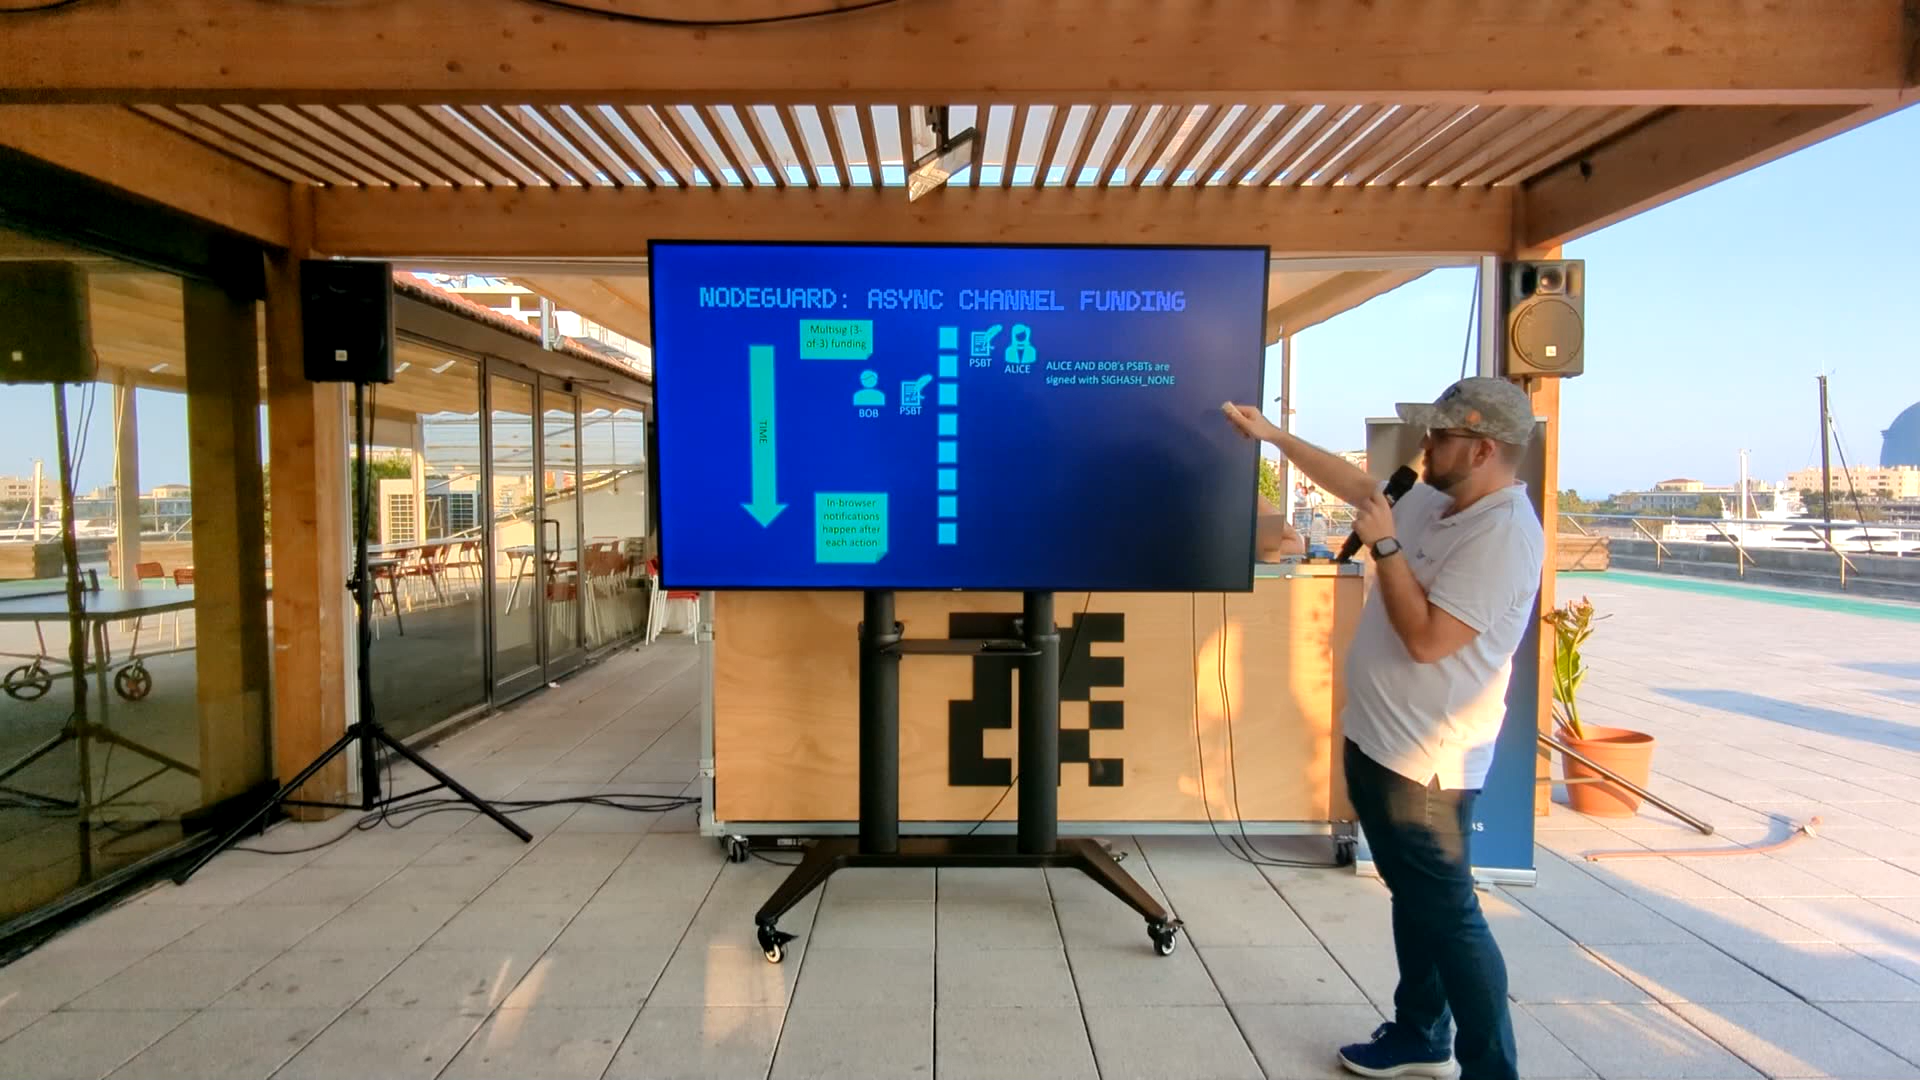 NODEGUARD: ASYNC CHANNEL FUNDING
Multisig (3-
of-3) funding
PSBT
ALICE
ALICE AND BOB's PSBTs are
signed with SIGHASH_NONE
BOB
PSBT
TIME
In-browser
notifications
happen after
each action